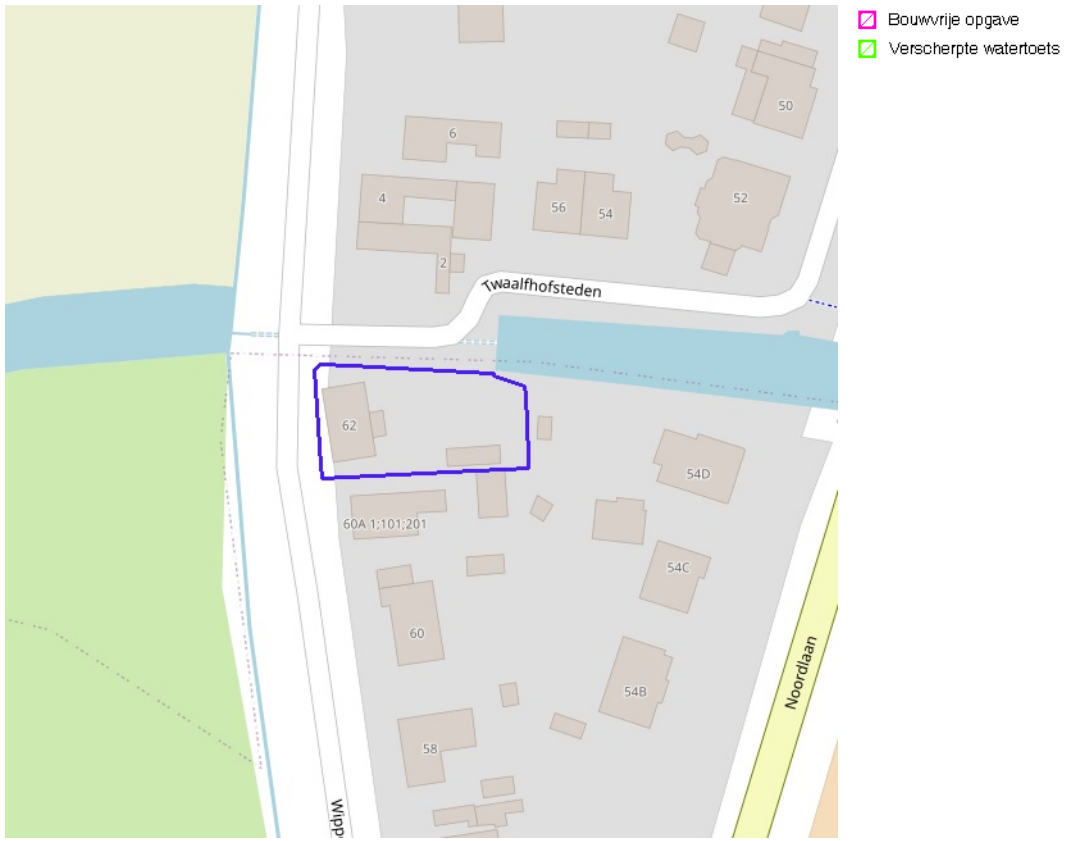 Bouwvrije opgave
Verscherpte watertoets
50
6
4
52
56
54
2
Twaalfhofsteden
62
54D
60A 1;101;201
54C
60
Noordlaan
54B
58
Wipp